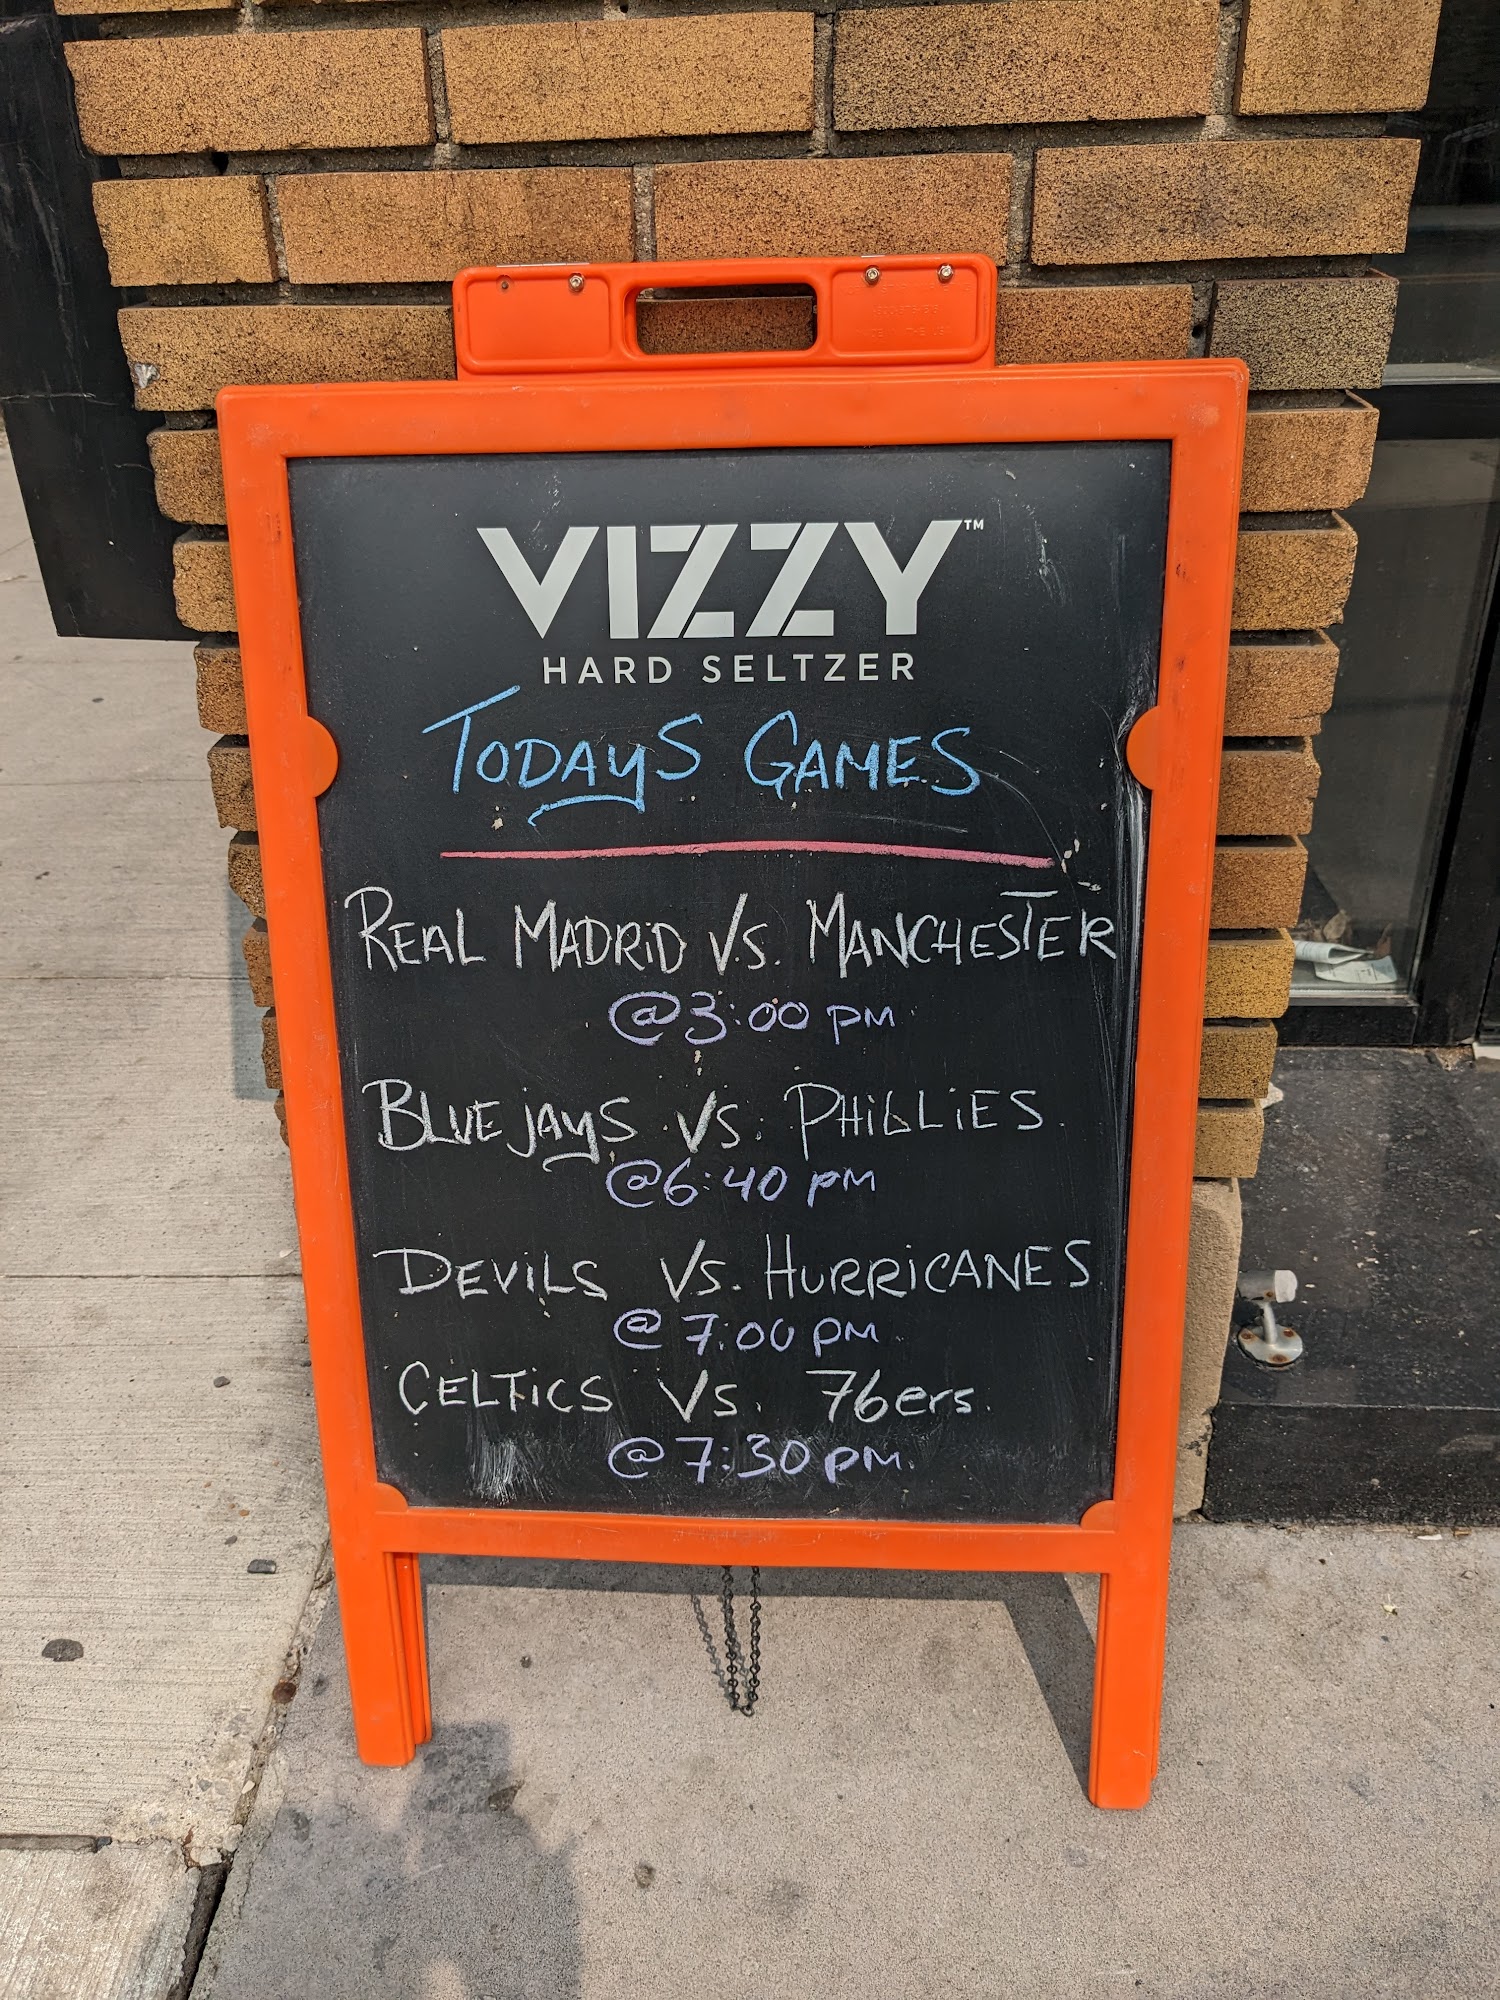 VIZZY™
HARD SELTZER
TODAYS GAMES
REAL MADRID V.S. MANCHESTER
@3:00 PM.
BLUE JAYS VS. PHILLIES.
@6:40 PM
DEVILS VS. HURRICANES
@7:00 PM.
CELTICS VS. 76ers.
@7:30 PM.